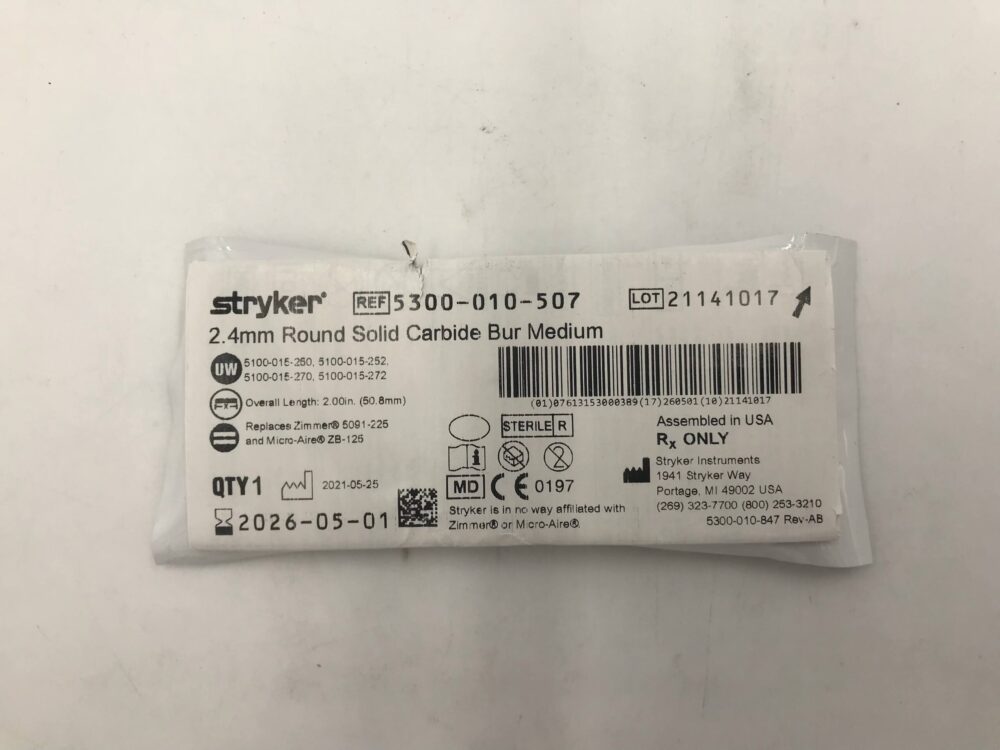 stryker®
REF 5300-010-507
LOT 21141017
2.4mm Round Solid Carbide Bur Medium
UW 5100-015-250, 5100-015-252,
5100-015-270, 5100-015-272
Overall Length: 2.00in. (50.8mm)
Replaces Zimmer® 5091-225
and Micro-Aire® ZB-125
QTY 1
2021-05-25
2026-05-01
(01)07613153000389(17)260501(10)21141017
STERILE R
i
2
MD CE 0197
Stryker is in no way affiliated with
Zimmer® or Micro-Aire®.
Assembled in USA
Rx ONLY
Stryker Instruments
1941 Stryker Way
Portage, MI 49002 USA
(269) 323-7700 (800) 253-3210
5300-010-847 Rev-AB